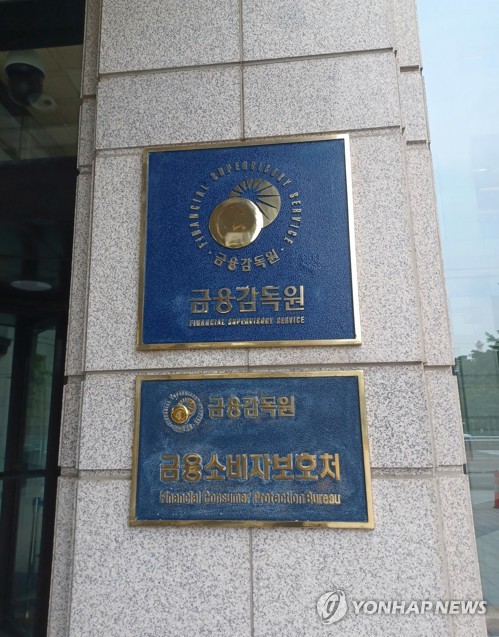 FINANCIAL SUPERVISORY SERVICE
· 금융감독원 ·
금융감독원
FINANCIAL SUPERVISORY SERVICE
금융감독원
금융소비자보호처
Financial Consumer Protection Bureau
YONHAP NEWS